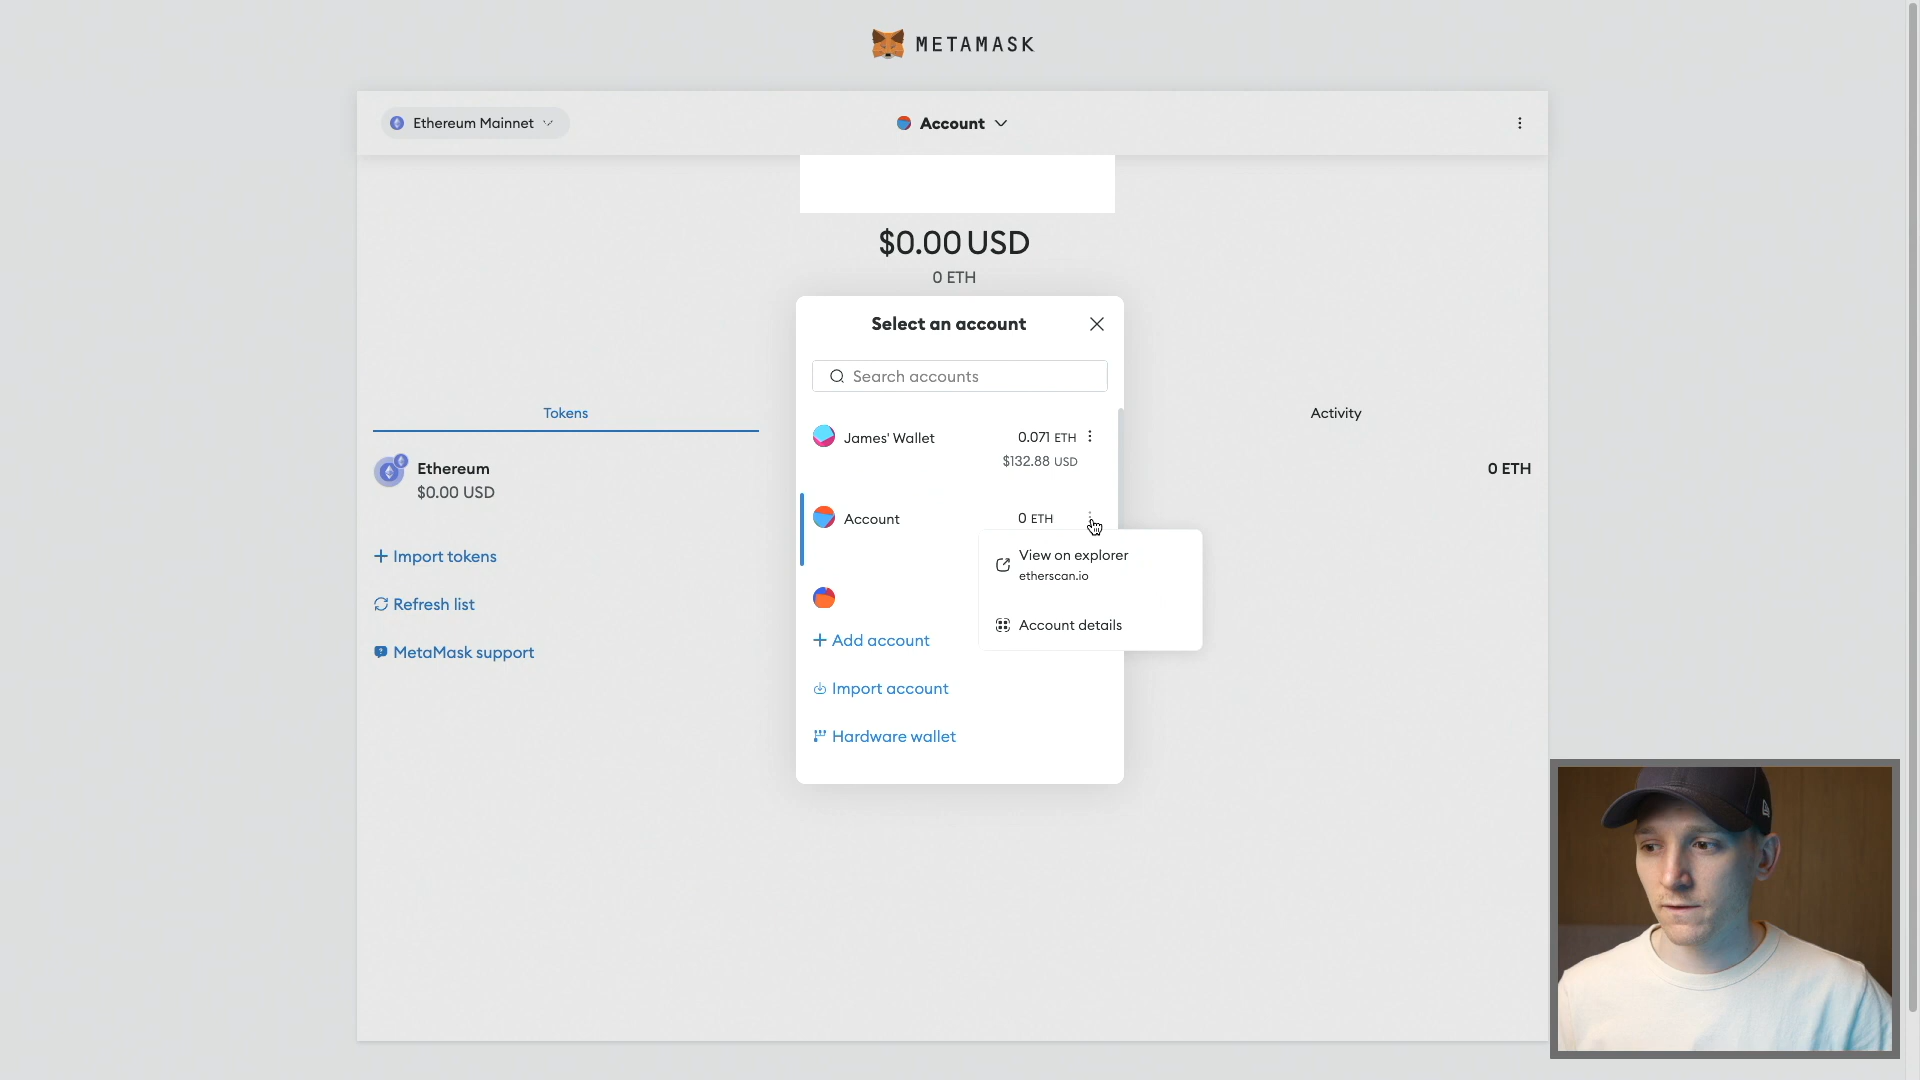 METAMASK
Ethereum Mainnet
Account
$0.00 USD
0 ETH
Select an account
Search accounts
Tokens
Activity
James' Wallet
0.071 ETH
$132.88 USD
Ethereum
$0.00 USD
0 ETH
Account
0 ETH
View on explorer
etherscan.io
Import tokens
Refresh list
Account details
Add account
MetaMask support
Import account
Hardware wallet